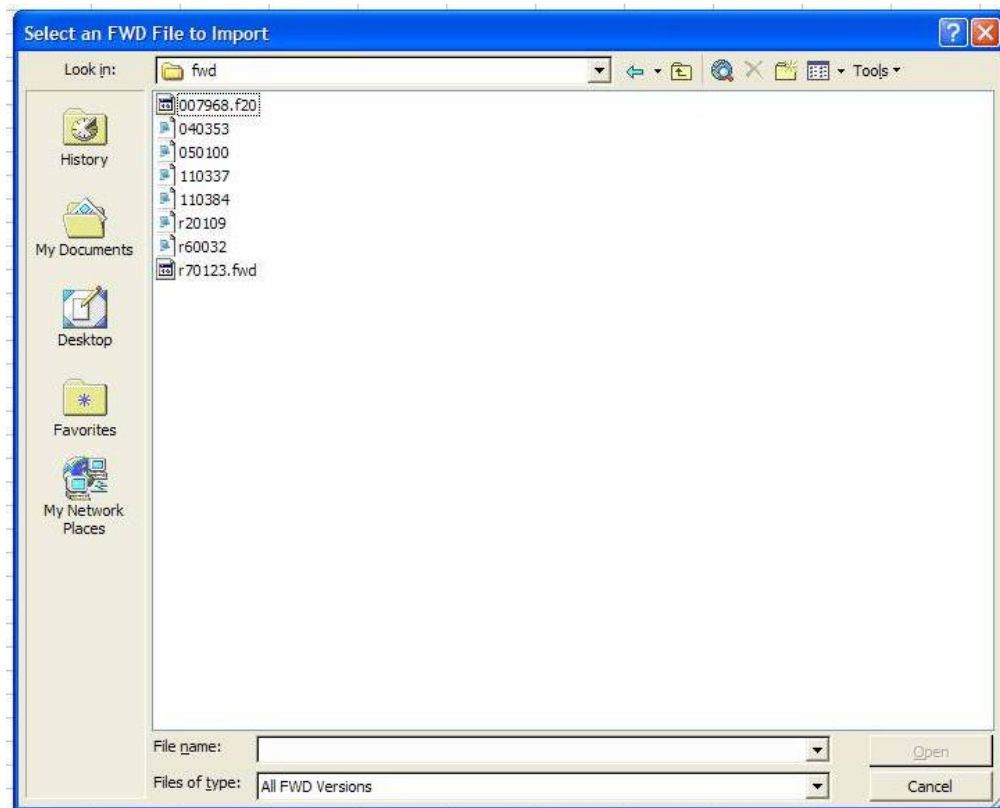 Select an FWD File to Import
Look in:
fwd
Tools
History
My Documents
Desktop
Favorites
My Network
Places
007968.f20
040353
050100
110337
110384
r20109
r60032
r70123.fwd
File name:
Open
Files of type:
All FWD Versions
Cancel